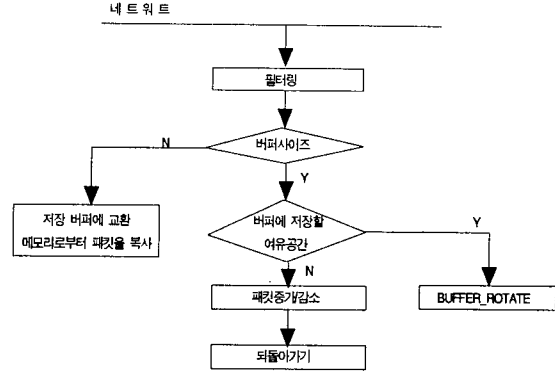 네트워트
필터링
N
버퍼사이즈
Y
저장 버퍼에 교환
메모리로부터 패킷을 복사
버퍼에 저장할
여유공간
Y
N
패킷증가/감소
BUFFER_ROTATE
되돌아가기